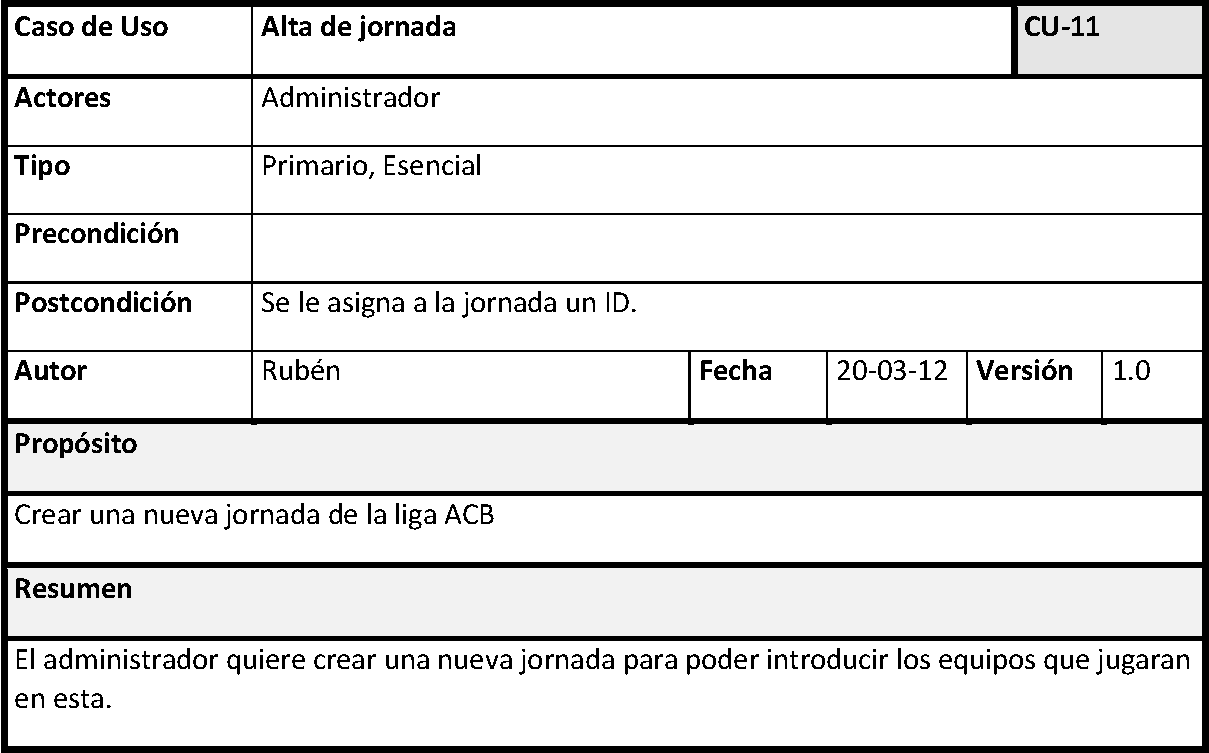 Caso de Uso Alta de jornada CU-11
Actores Administrador
Tipo Primario, Esencial
Precondición
Postcondición Se le asigna a la jornada un ID.
Autor Rubén Fecha 20-03-12 Versión 1.0
Propósito
Crear una nueva jornada de la liga ACB
Resumen
El administrador quiere crear una nueva jornada para poder introducir los equipos que jugaran
en esta.